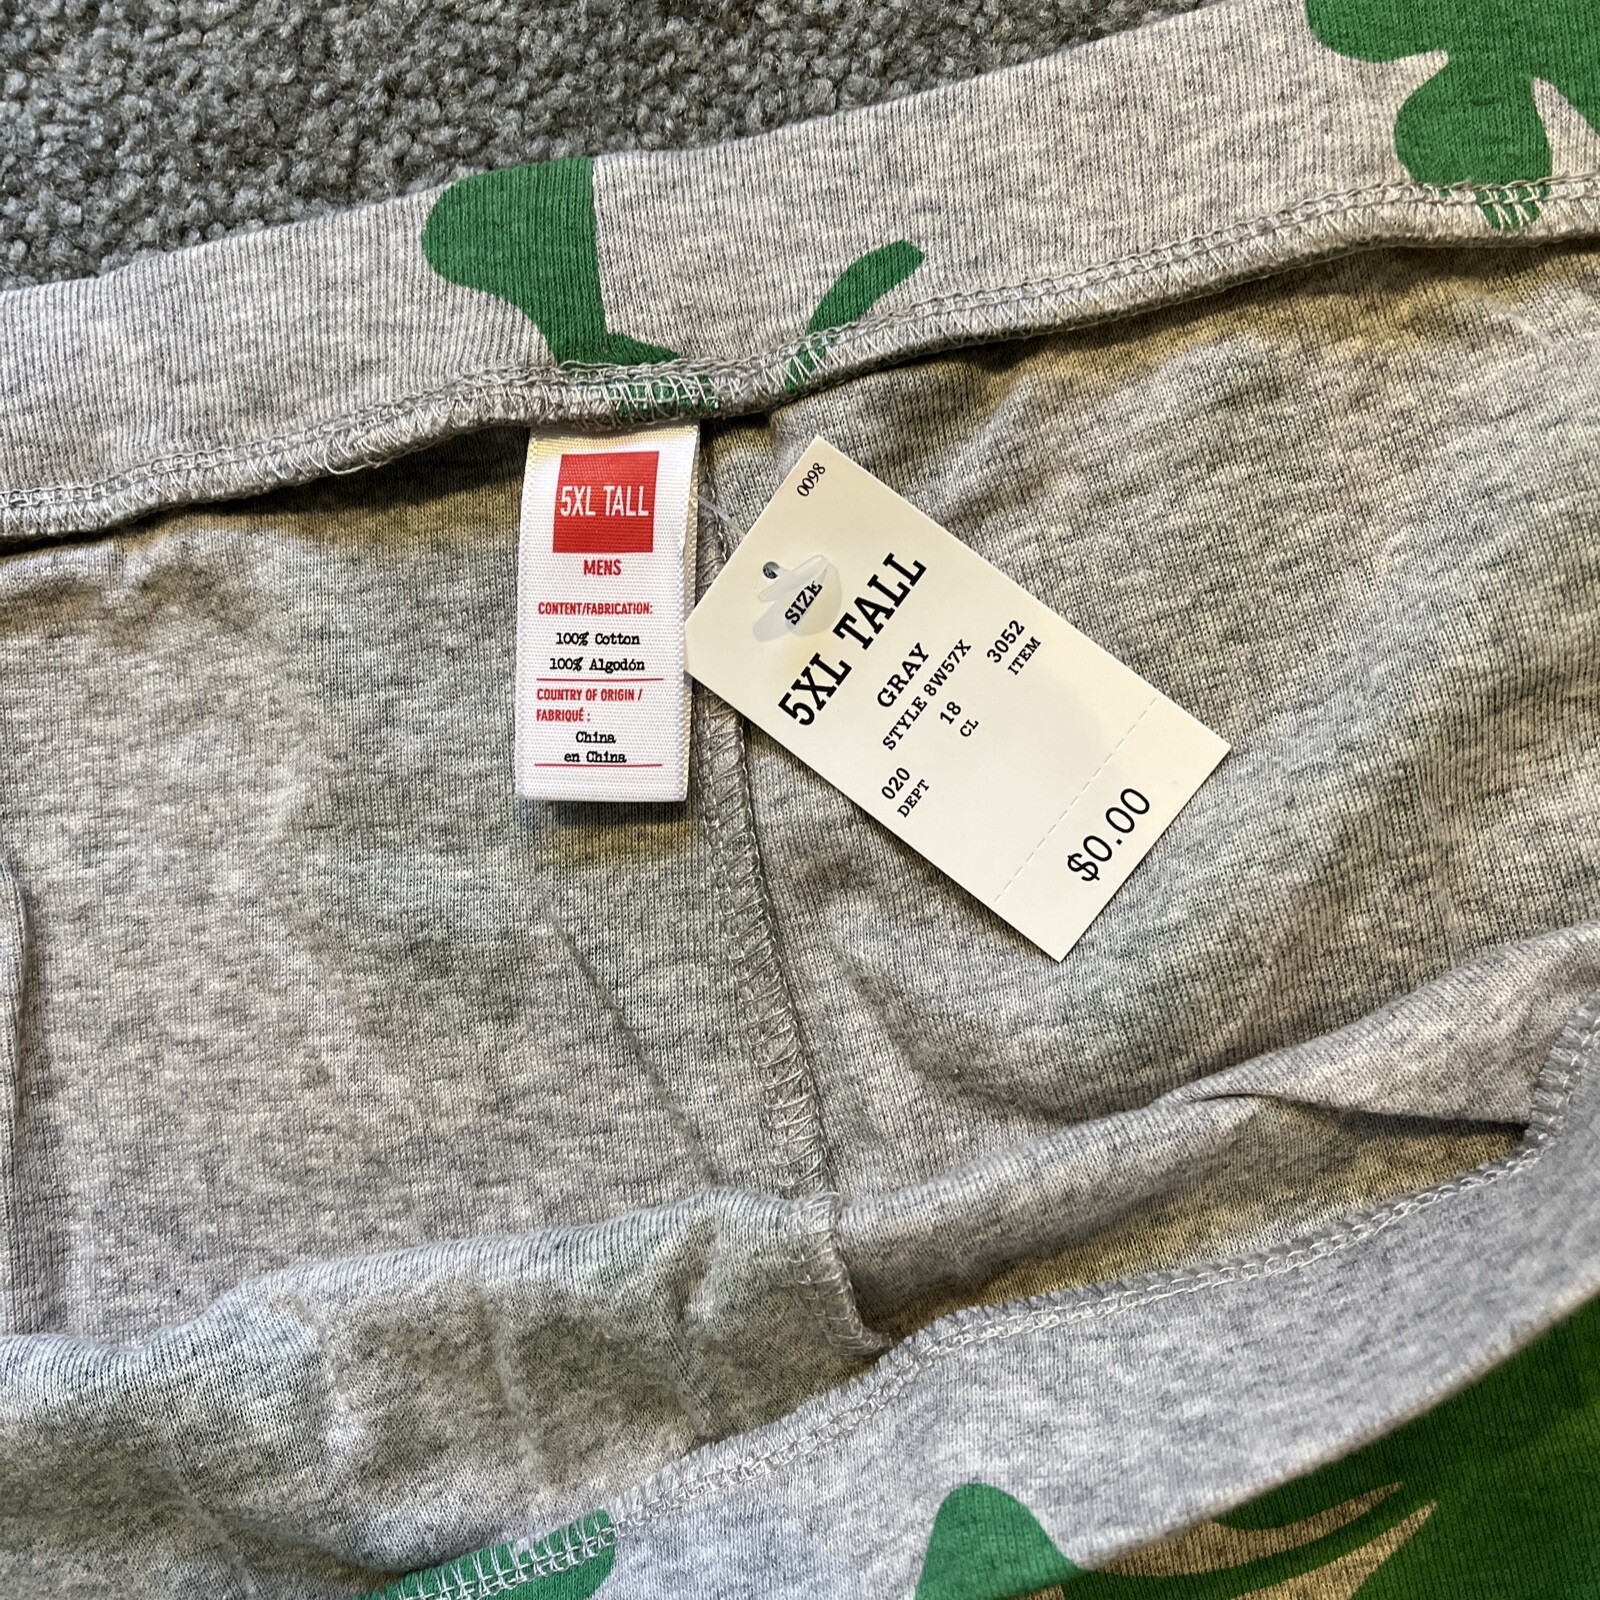 5XL TALL
MENS
CONTENT/FABRICATION:
100% Cotton
100% Algodón
COUNTRY OF ORIGIN /
FABRIQUÉ :
China
en China
0098
SIZE
5XL TALL
GRAY
STYLE 8W57X
18 3052
CL ITEM
020
DEPT
$0.00